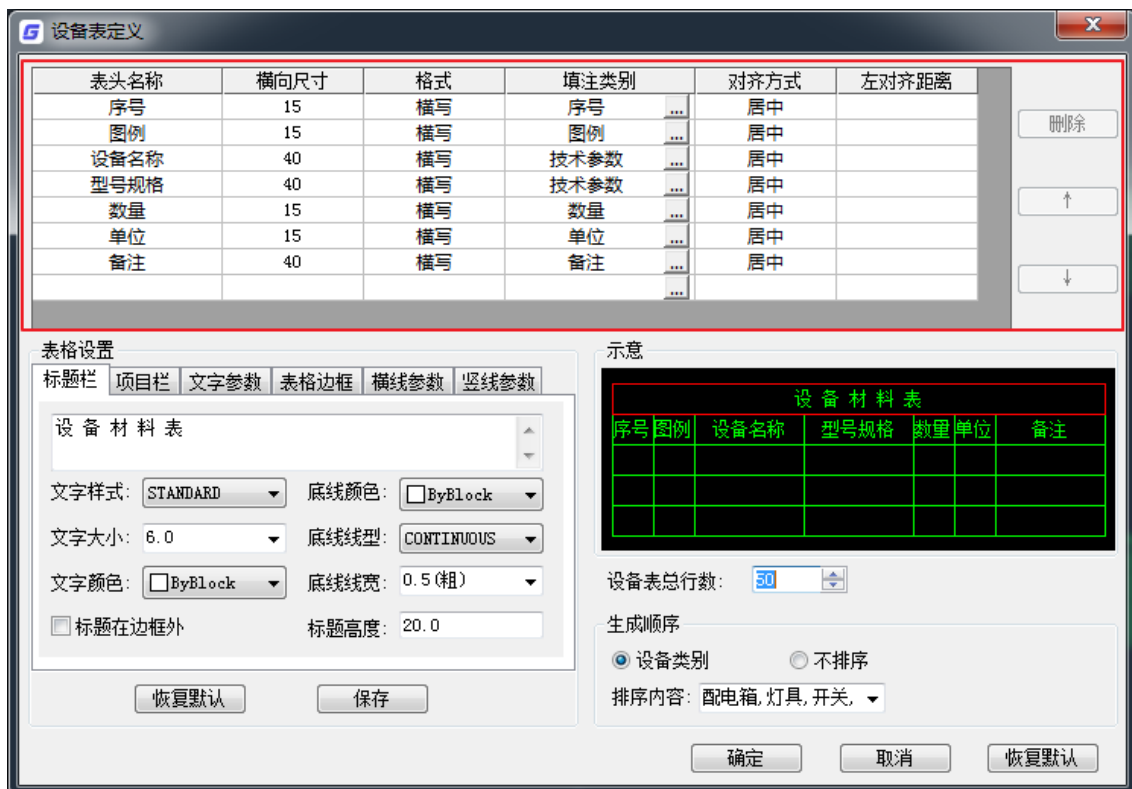 设备表定义
表头名称 横向尺寸 格式 填注类别 对齐方式 左对齐距离
序号 15 横写 序号 ... 居中
图例 15 横写 图例 ... 居中
设备名称 40 横写 技术参数 ... 居中
型号规格 40 横写 技术参数 ... 居中
数量 15 横写 数量 ... 居中
单位 15 横写 单位 ... 居中
备注 40 横写 备注 ... 居中
...
删除
↑
↓
表格设置
标题栏 项目栏 文字参数 表格边框 横线参数 竖线参数
设 备 材 料 表
文字样式: STANDARD 底线颜色: ByBlock
文字大小: 6.0 底线线型: CONTINUOUS
文字颜色: ByBlock 底线线宽: 0.5(粗)
标题在边框外 标题高度: 20.0
恢复默认 保存
示意
设 备 材 料 表
序号 图例 设备名称 型号规格 数量 单位 备注
设备表总行数: 50
生成顺序
设备类别 不排序
排序内容: 配电箱,灯具,开关,
确定 取消 恢复默认